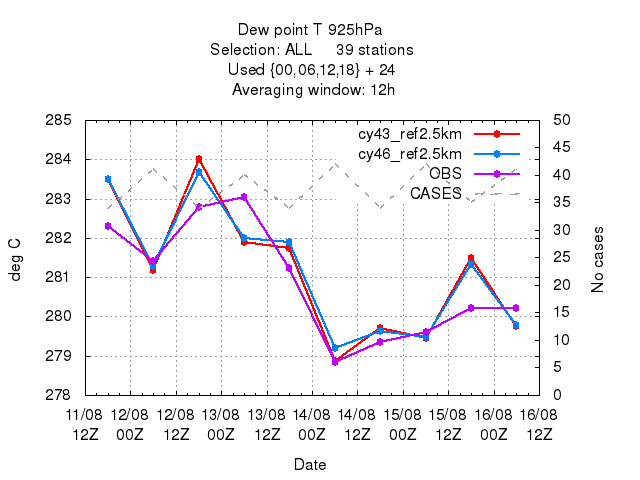 Dew point T 925hPa
Selection: ALL 39 stations
Used {00,06,12,18} + 24
Averaging window: 12h
cy43_ref2.5km
cy46_ref2.5km
OBS
CASES
285
284
283
282
281
280
279
278
deg C
50
45
40
35
30
25
20
15
10
5
0
No cases
11/08 12/08 12/08 13/08 13/08 14/08 14/08 15/08 15/08 16/08 16/08
12Z 00Z 12Z 00Z 12Z 00Z 12Z 00Z 12Z 00Z 12Z
Date